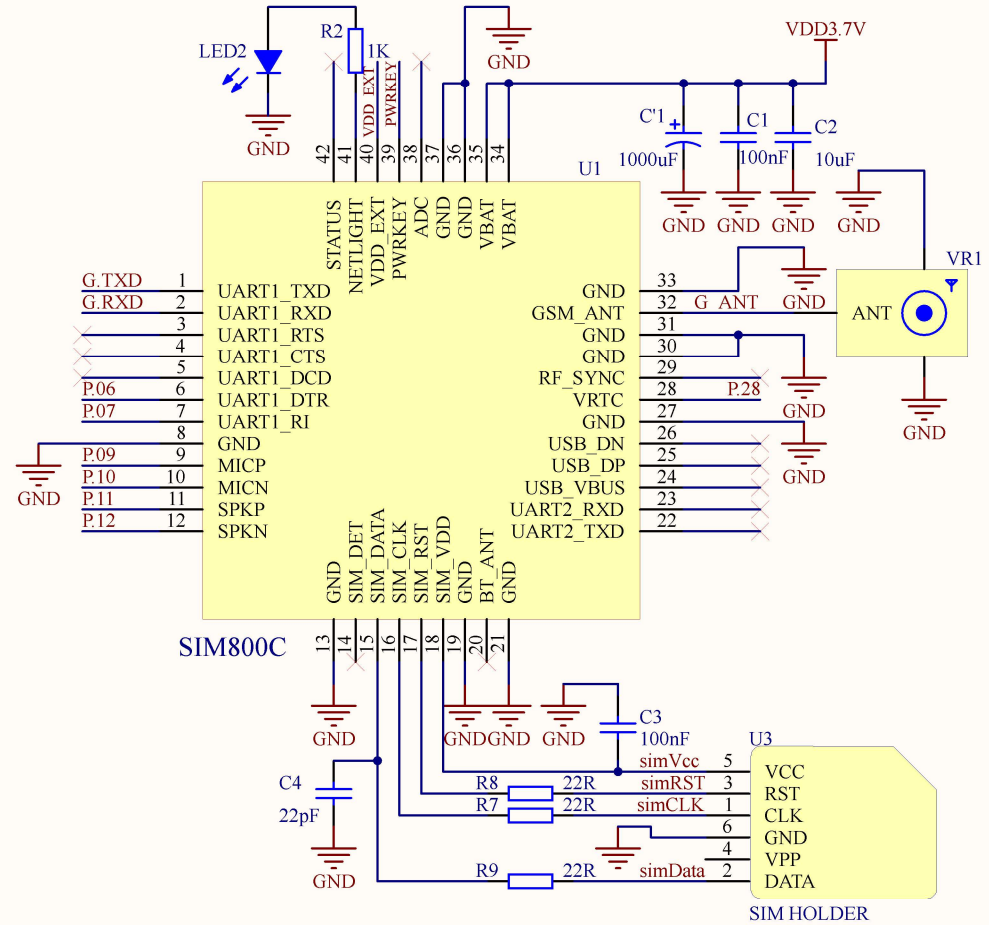 R2
LED2
1K
VDD_EXT
PWRKEY
GND
GND
VDD3.7V
C'1
1000uF
C1
100nF
C2
10uF
GND
GND
GND
GND
42
41
40
39
38
37
36
35
34
U1
STATUS
NETLIGHT
VDD_EXT
PWRKEY
ADC
GND
GND
VBAT
VBAT
G.TXD
1
UART1_TXD
G.RXD
2
UART1_RXD
3
UART1_RTS
4
UART1_CTS
5
UART1_DCD
P.06
6
UART1_DTR
P.07
7
UART1_RI
8
GND
GND
P.09
9
MICP
P.10
10
MICN
P.11
11
SPKP
P.12
12
SPKN
GND
33
GSM_ANT
32
G_ANT
GND
GND
31
GND
30
GND
RF_SYNC
29
VRTC
28
P.28
GND
27
GND
USB_DN
26
USB_DP
25
USB_VBUS
24
UART2_RXD
23
UART2_TXD
22
VR1
ANT
GND
GND
SIM_DET
SIM_DATA
SIM_CLK
SIM_RST
SIM_VDD
GND
BT_ANT
GND
13
14
15
16
17
18
19
20
21
SIM800C
GND
GND
GND
GND
C3
100nF
C4
22pF
GND
simVcc
R8
22R
simRST
R7
22R
simCLK
R9
22R
simData
U3
5
VCC
3
RST
1
CLK
6
GND
4
VPP
2
DATA
SIM HOLDER